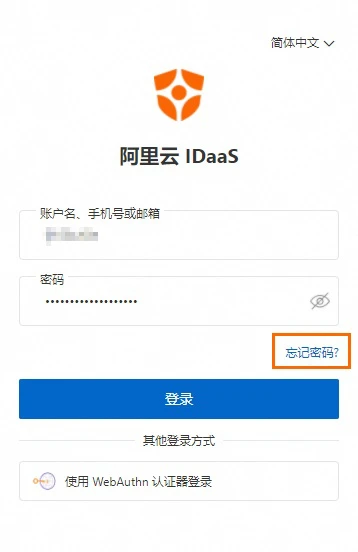 简体中文
阿里云 IDaaS
账户名、手机号或邮箱
密码
忘记密码?
登录
其他登录方式
使用 WebAuthn 认证器登录